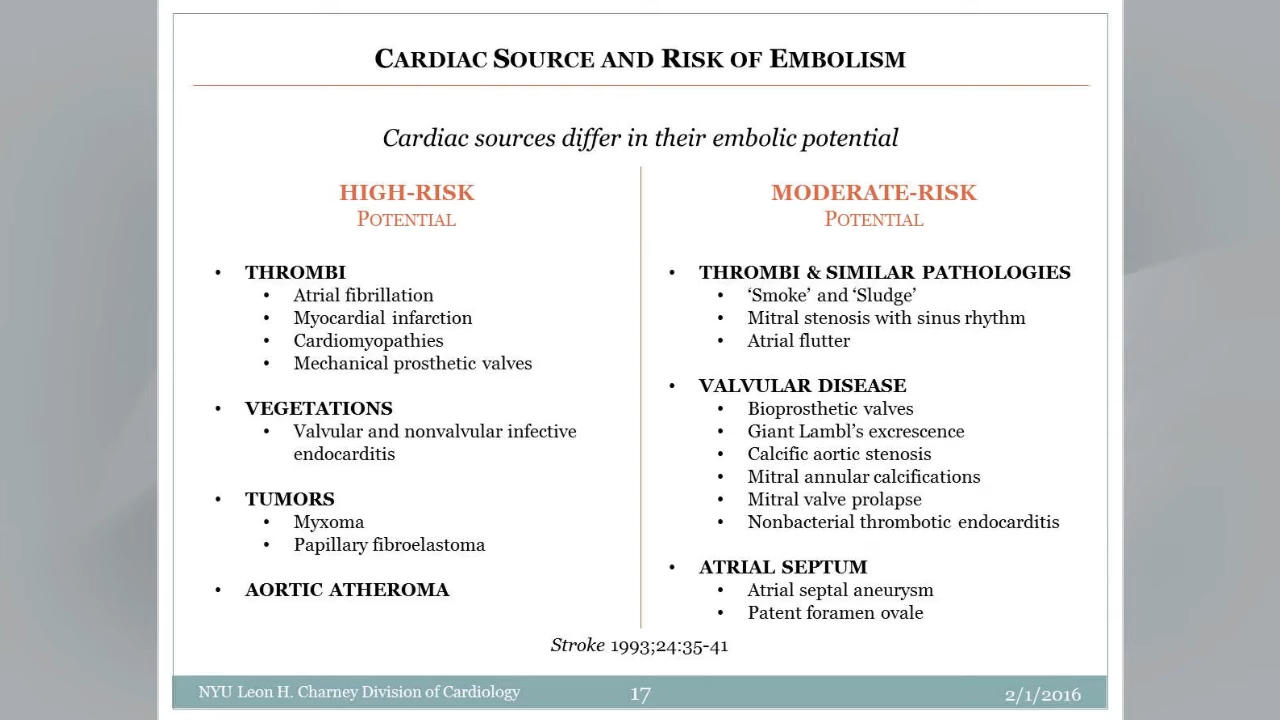 CARDIAC SOURCE AND RISK OF EMBOLISM
Cardiac sources differ in their embolic potential
HIGH-RISK
POTENTIAL
• THROMBI
• Atrial fibrillation
• Myocardial infarction
• Cardiomyopathies
• Mechanical prosthetic valves
• VEGETATIONS
• Valvular and nonvalvular infective
endocarditis
• TUMORS
• Myxoma
• Papillary fibroelastoma
• AORTIC ATHEROMA
MODERATE-RISK
POTENTIAL
• THROMBI & SIMILAR PATHOLOGIES
• ‘Smoke’ and ‘Sludge’
• Mitral stenosis with sinus rhythm
• Atrial flutter
• VALVULAR DISEASE
• Bioprosthetic valves
• Giant Lambl’s excrescence
• Calcific aortic stenosis
• Mitral annular calcifications
• Mitral valve prolapse
• Nonbacterial thrombotic endocarditis
• ATRIAL SEPTUM
• Atrial septal aneurysm
• Patent foramen ovale
Stroke 1993;24:35-41
NYU Leon H. Charney Division of Cardiology 17 2/1/2016